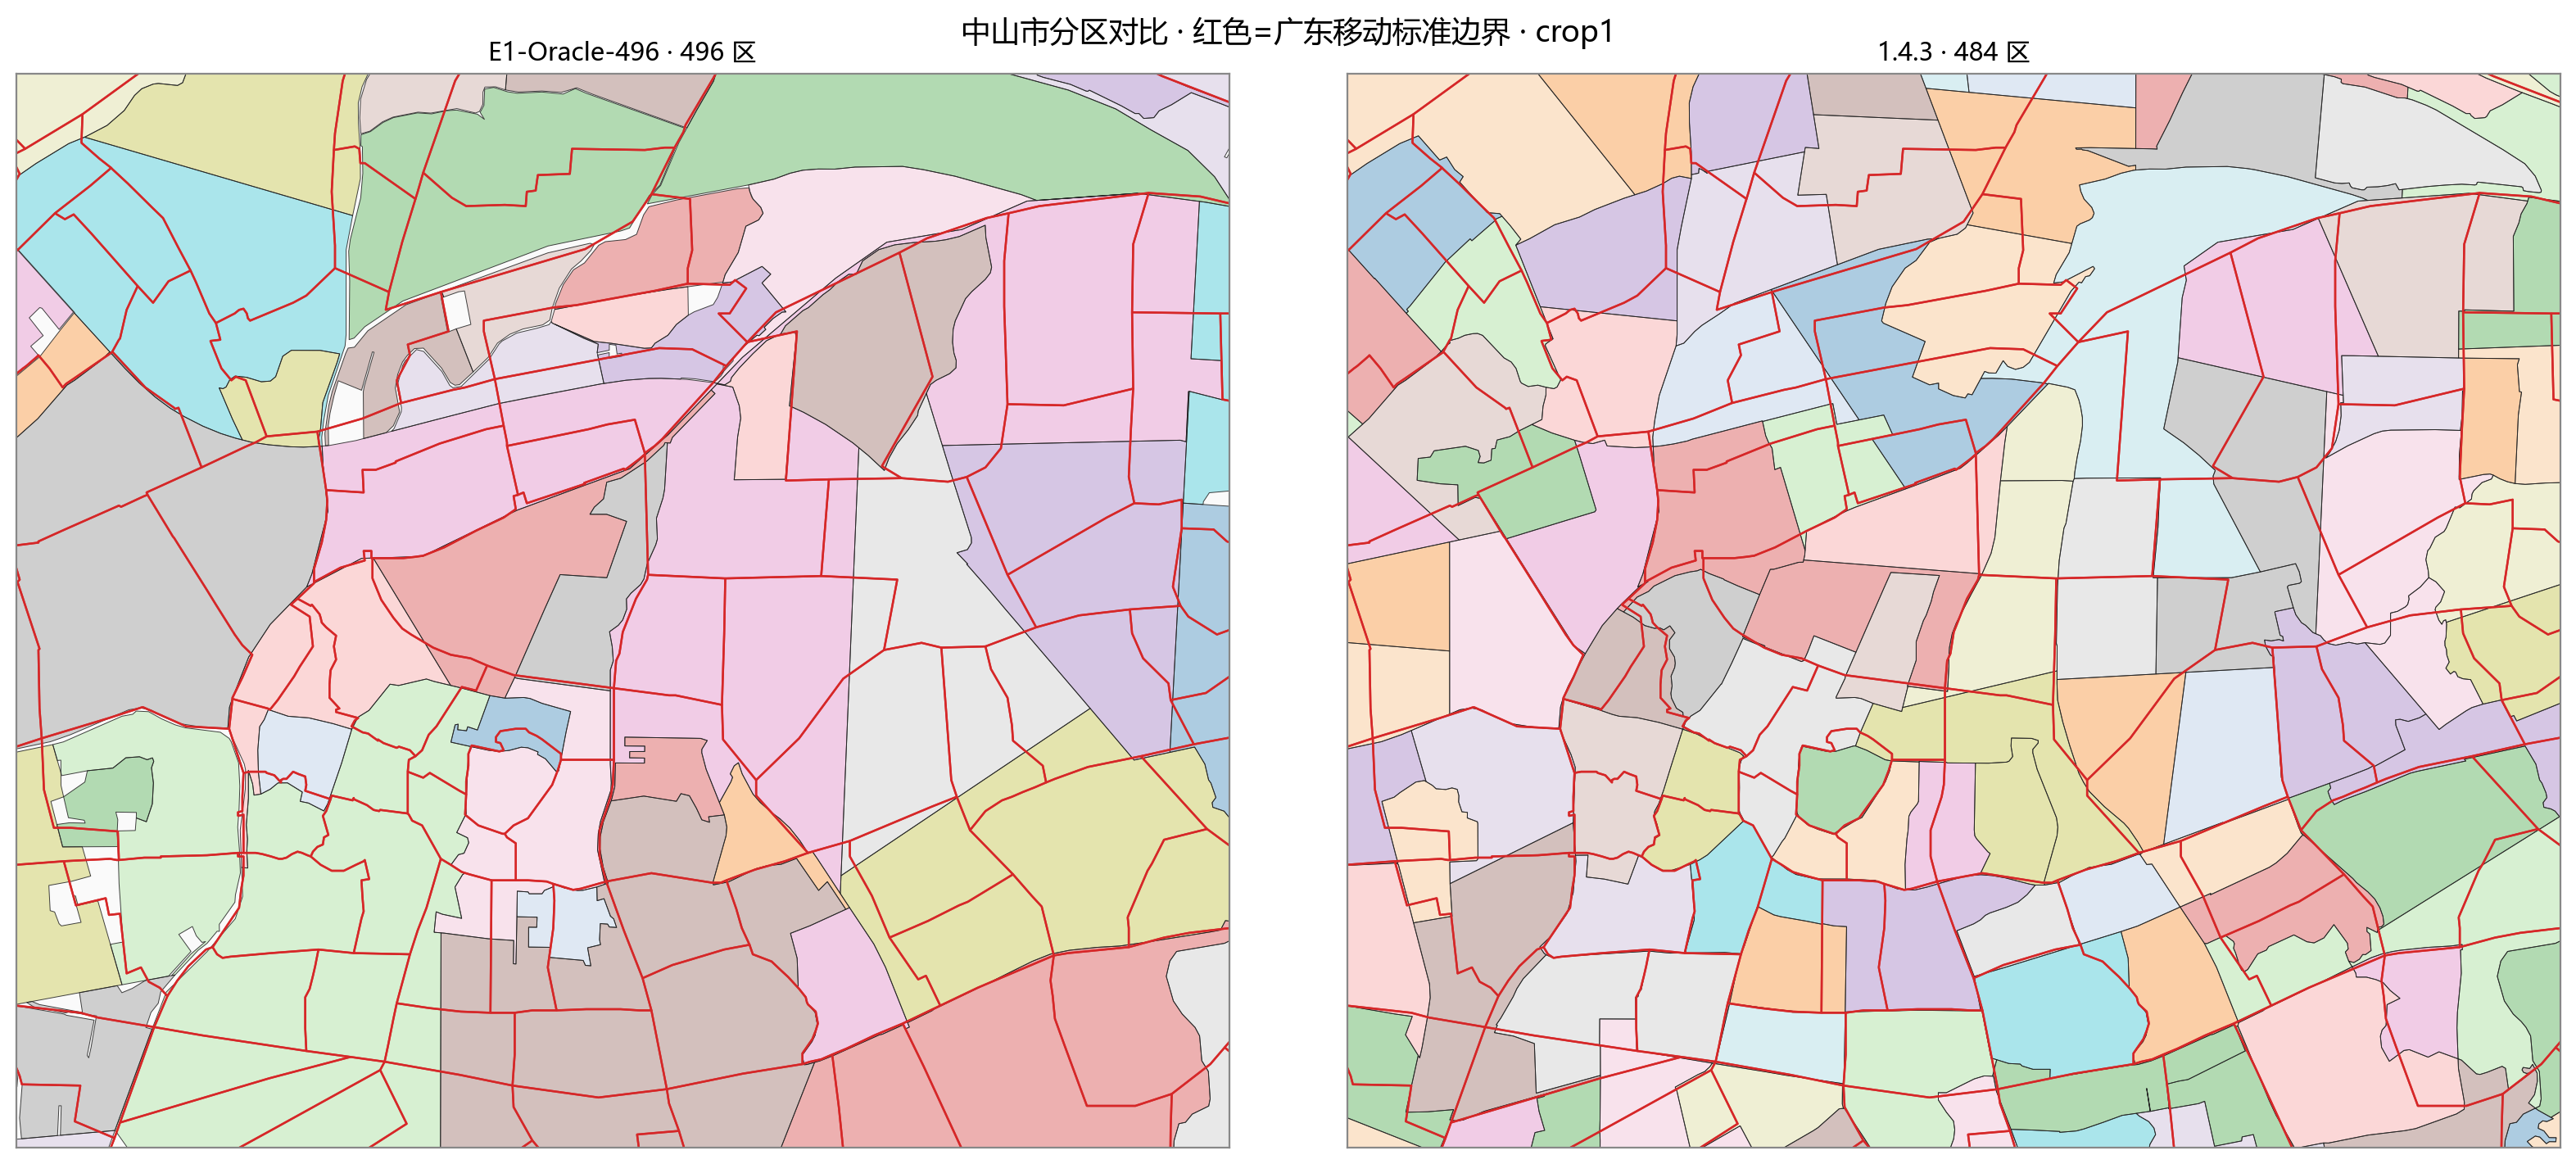 中山市分区对比 · 红色=广东移动标准边界 · crop1
E1-Oracle-496 · 496 区
1.4.3 · 484 区